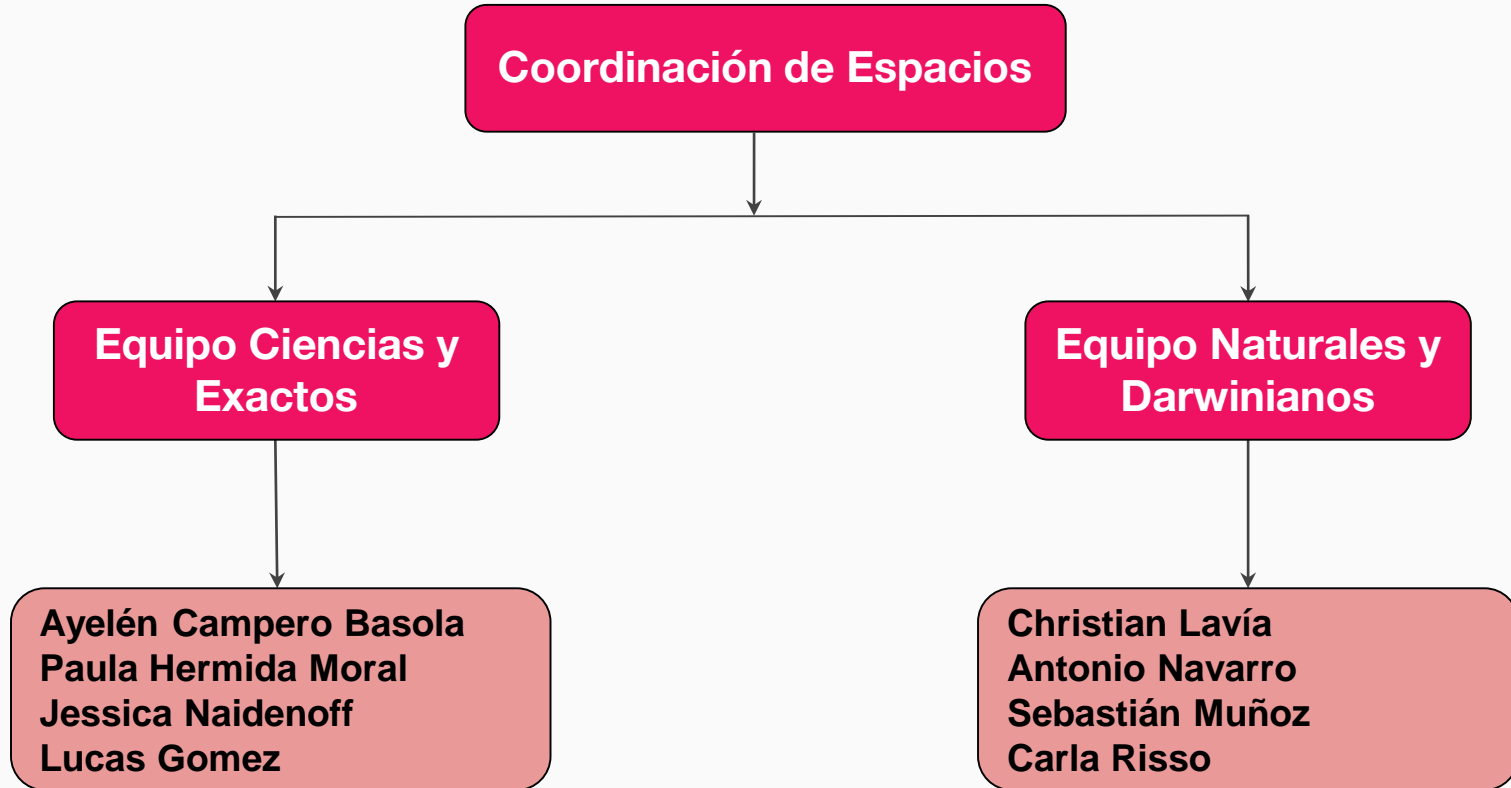 Coordinación de Espacios
Equipo Ciencias y
Exactos
Equipo Naturales y
Darwinianos
Ayelén Campero Basola
Paula Hermida Moral
Jessica Naidenoff
Lucas Gomez
Christian Lavía
Antonio Navarro
Sebastián Muñoz
Carla Risso